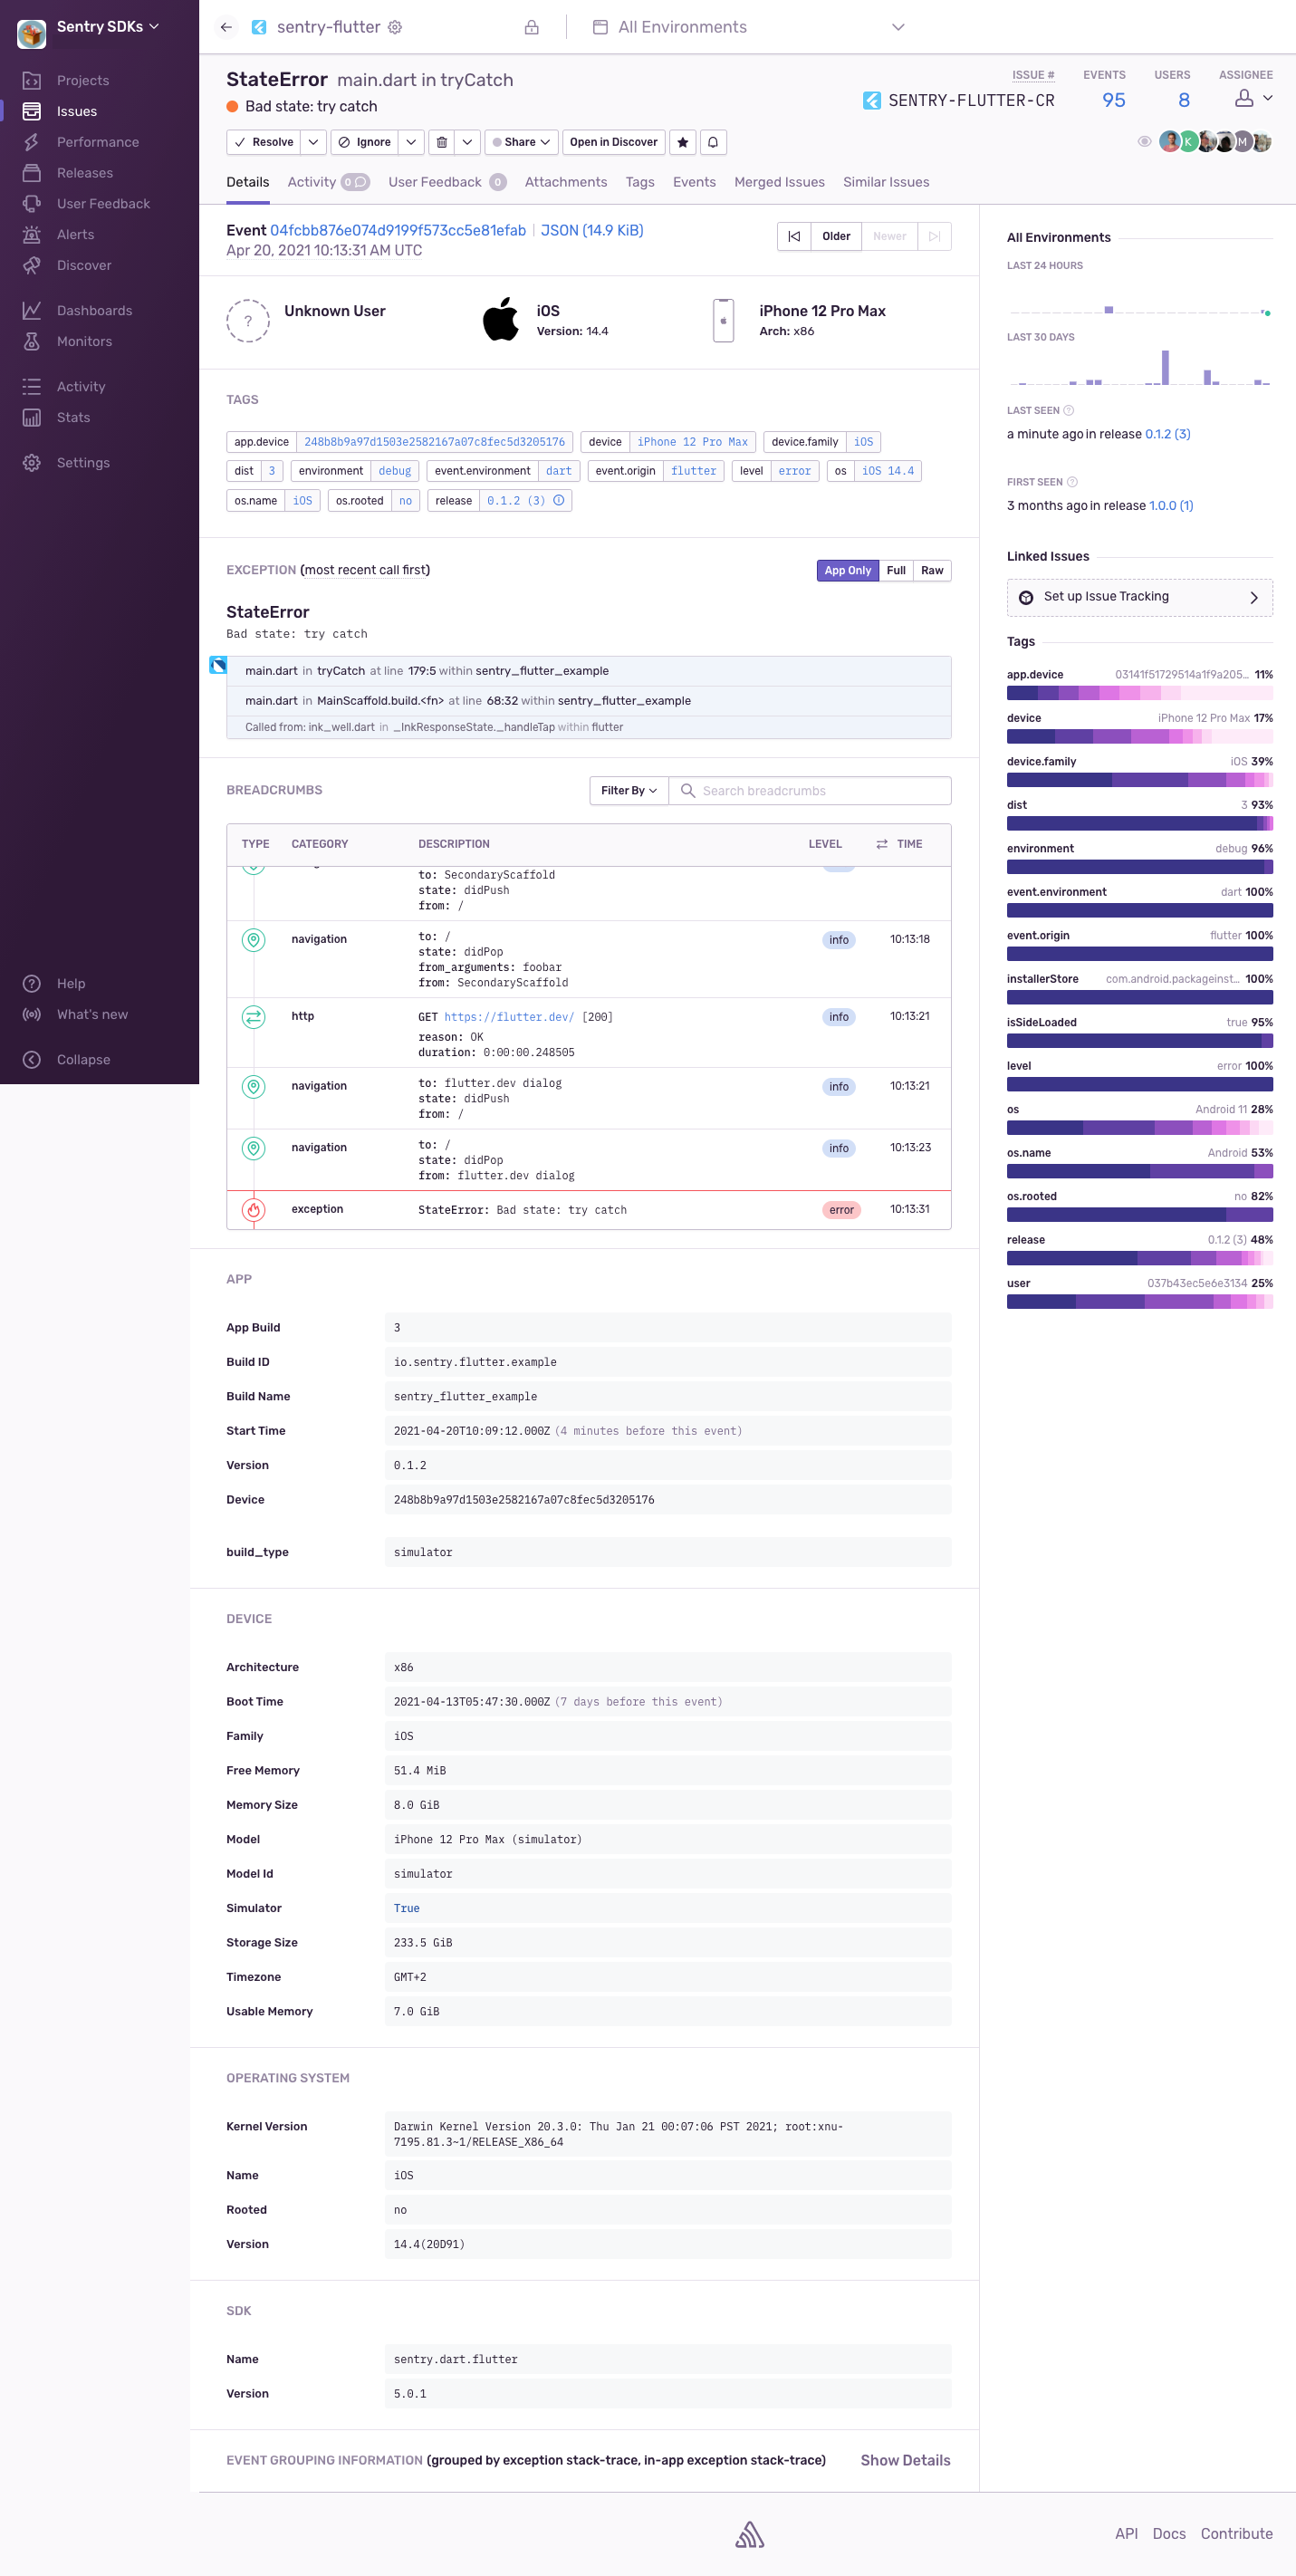 Sentry SDKs
Projects
Issues
Performance
Releases
User Feedback
Alerts
Discover
Dashboards
Monitors
Activity
Stats
Settings
Help
What's new
Collapse
sentry-flutter
All Environments
StateError main.dart in tryCatch
Bad state: try catch
ISSUE # EVENTS USERS ASSIGNEE
SENTRY-FLUTTER-CR 95 8
Resolve Ignore Share Open in Discover
K M
Details Activity 0 User Feedback 0 Attachments Tags Events Merged Issues Similar Issues
Event 04fcbb876e074d9199f573cc5e81efab | JSON (14.9 KiB)
Apr 20, 2021 10:13:31 AM UTC
Older Newer
? Unknown User
iOS
Version: 14.4
iPhone 12 Pro Max
Arch: x86
TAGS
app.device 248b8b9a97d1503e2582167a07c8fec5d3205176 device iPhone 12 Pro Max device.family iOS
dist 3 environment debug event.environment dart event.origin flutter level error os iOS 14.4
os.name iOS os.rooted no release 0.1.2 (3)
EXCEPTION (most recent call first)
App Only Full Raw
StateError
Bad state: try catch
main.dart in tryCatch at line 179:5 within sentry_flutter_example
main.dart in MainScaffold.build.<fn> at line 68:32 within sentry_flutter_example
Called from: ink_well.dart in _InkResponseState._handleTap within flutter
BREADCRUMBS
Filter By Search breadcrumbs
TYPE CATEGORY DESCRIPTION LEVEL TIME
to: SecondaryScaffold
state: didPush
from: /
navigation to: / info 10:13:18
state: didPop
from_arguments: foobar
from: SecondaryScaffold
http GET https://flutter.dev/ [200] info 10:13:21
reason: OK
duration: 0:00:00.248505
navigation to: flutter.dev dialog info 10:13:21
state: didPush
from: /
navigation to: / info 10:13:23
state: didPop
from: flutter.dev dialog
exception StateError: Bad state: try catch error 10:13:31
APP
App Build 3
Build ID io.sentry.flutter.example
Build Name sentry_flutter_example
Start Time 2021-04-20T10:09:12.000Z (4 minutes before this event)
Version 0.1.2
Device 248b8b9a97d1503e2582167a07c8fec5d3205176
build_type simulator
DEVICE
Architecture x86
Boot Time 2021-04-13T05:47:30.000Z (7 days before this event)
Family iOS
Free Memory 51.4 MiB
Memory Size 8.0 GiB
Model iPhone 12 Pro Max (simulator)
Model Id simulator
Simulator True
Storage Size 233.5 GiB
Timezone GMT+2
Usable Memory 7.0 GiB
OPERATING SYSTEM
Kernel Version Darwin Kernel Version 20.3.0: Thu Jan 21 00:07:06 PST 2021; root:xnu-
7195.81.3~1/RELEASE_X86_64
Name iOS
Rooted no
Version 14.4(20D91)
SDK
Name sentry.dart.flutter
Version 5.0.1
EVENT GROUPING INFORMATION (grouped by exception stack-trace, in-app exception stack-trace) Show Details
All Environments
LAST 24 HOURS
LAST 30 DAYS
LAST SEEN ?
a minute ago in release 0.1.2 (3)
FIRST SEEN ?
3 months ago in release 1.0.0 (1)
Linked Issues
Set up Issue Tracking
Tags
app.device 03141f51729514a1f9a205... 11%
device iPhone 12 Pro Max 17%
device.family iOS 39%
dist 3 93%
environment debug 96%
event.environment dart 100%
event.origin flutter 100%
installerStore com.android.packageinst... 100%
isSideLoaded true 95%
level error 100%
os Android 11 28%
os.name Android 53%
os.rooted no 82%
release 0.1.2 (3) 48%
user 037b43ec5e6e3134 25%
API Docs Contribute